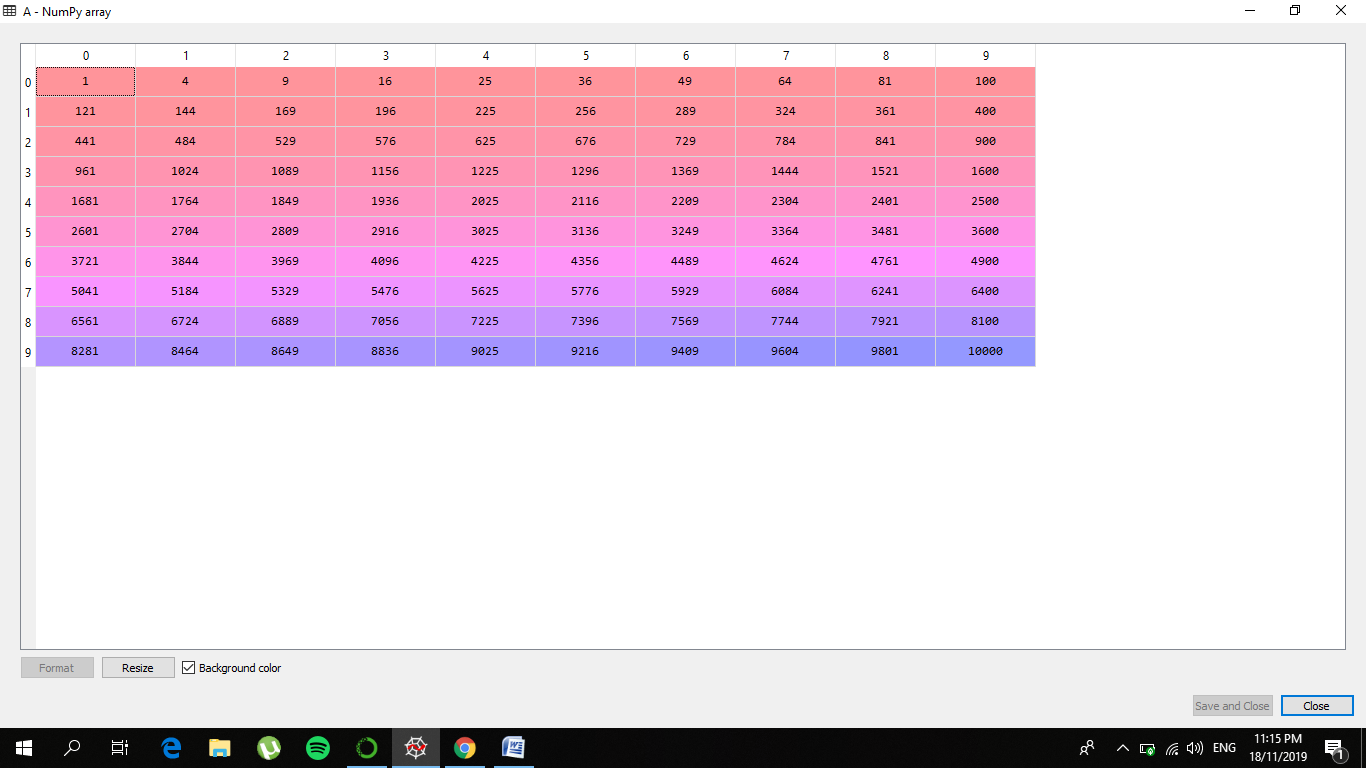 A - NumPy array
0 1 2 3 4 5 6 7 8 9
0 1 4 9 16 25 36 49 64 81 100
1 121 144 169 196 225 256 289 324 361 400
2 441 484 529 576 625 676 729 784 841 900
3 961 1024 1089 1156 1225 1296 1369 1444 1521 1600
4 1681 1764 1849 1936 2025 2116 2209 2304 2401 2500
5 2601 2704 2809 2916 3025 3136 3249 3364 3481 3600
6 3721 3844 3969 4096 4225 4356 4489 4624 4761 4900
7 5041 5184 5329 5476 5625 5776 5929 6084 6241 6400
8 6561 6724 6889 7056 7225 7396 7569 7744 7921 8100
9 8281 8464 8649 8836 9025 9216 9409 9604 9801 10000
Format Resize Background color
Save and Close Close
ENG 11:15 PM
18/11/2019 1